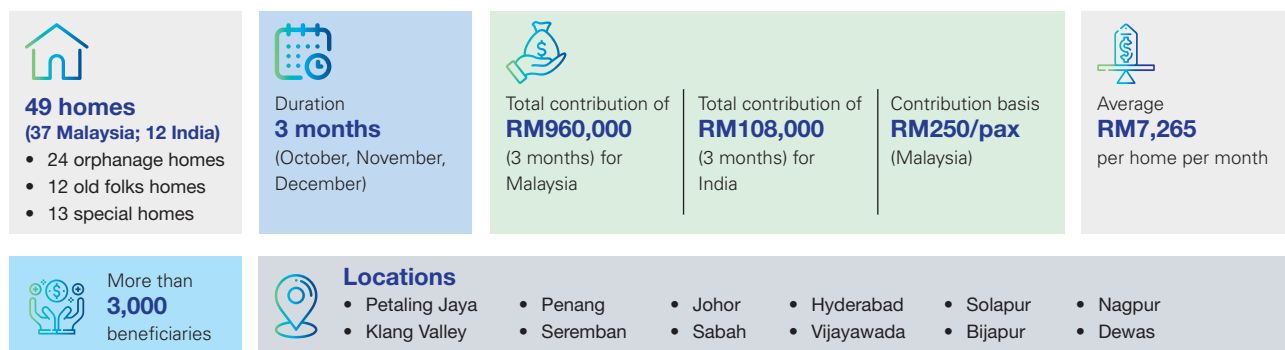 49 homes
(37 Malaysia; 12 India)
• 24 orphanage homes
• 12 old folks homes
• 13 special homes
Duration
3 months
(October, November,
December)
Total contribution of
RM960,000
(3 months) for
Malaysia
Total contribution of
RM108,000
(3 months) for
India
Contribution basis
RM250/pax
(Malaysia)
Average
RM7,265
per home per month
More than
3,000
beneficiaries
Locations
• Petaling Jaya
• Klang Valley
• Penang
• Seremban
• Johor
• Sabah
• Hyderabad
• Vijayawada
• Solapur
• Bijapur
• Nagpur
• Dewas